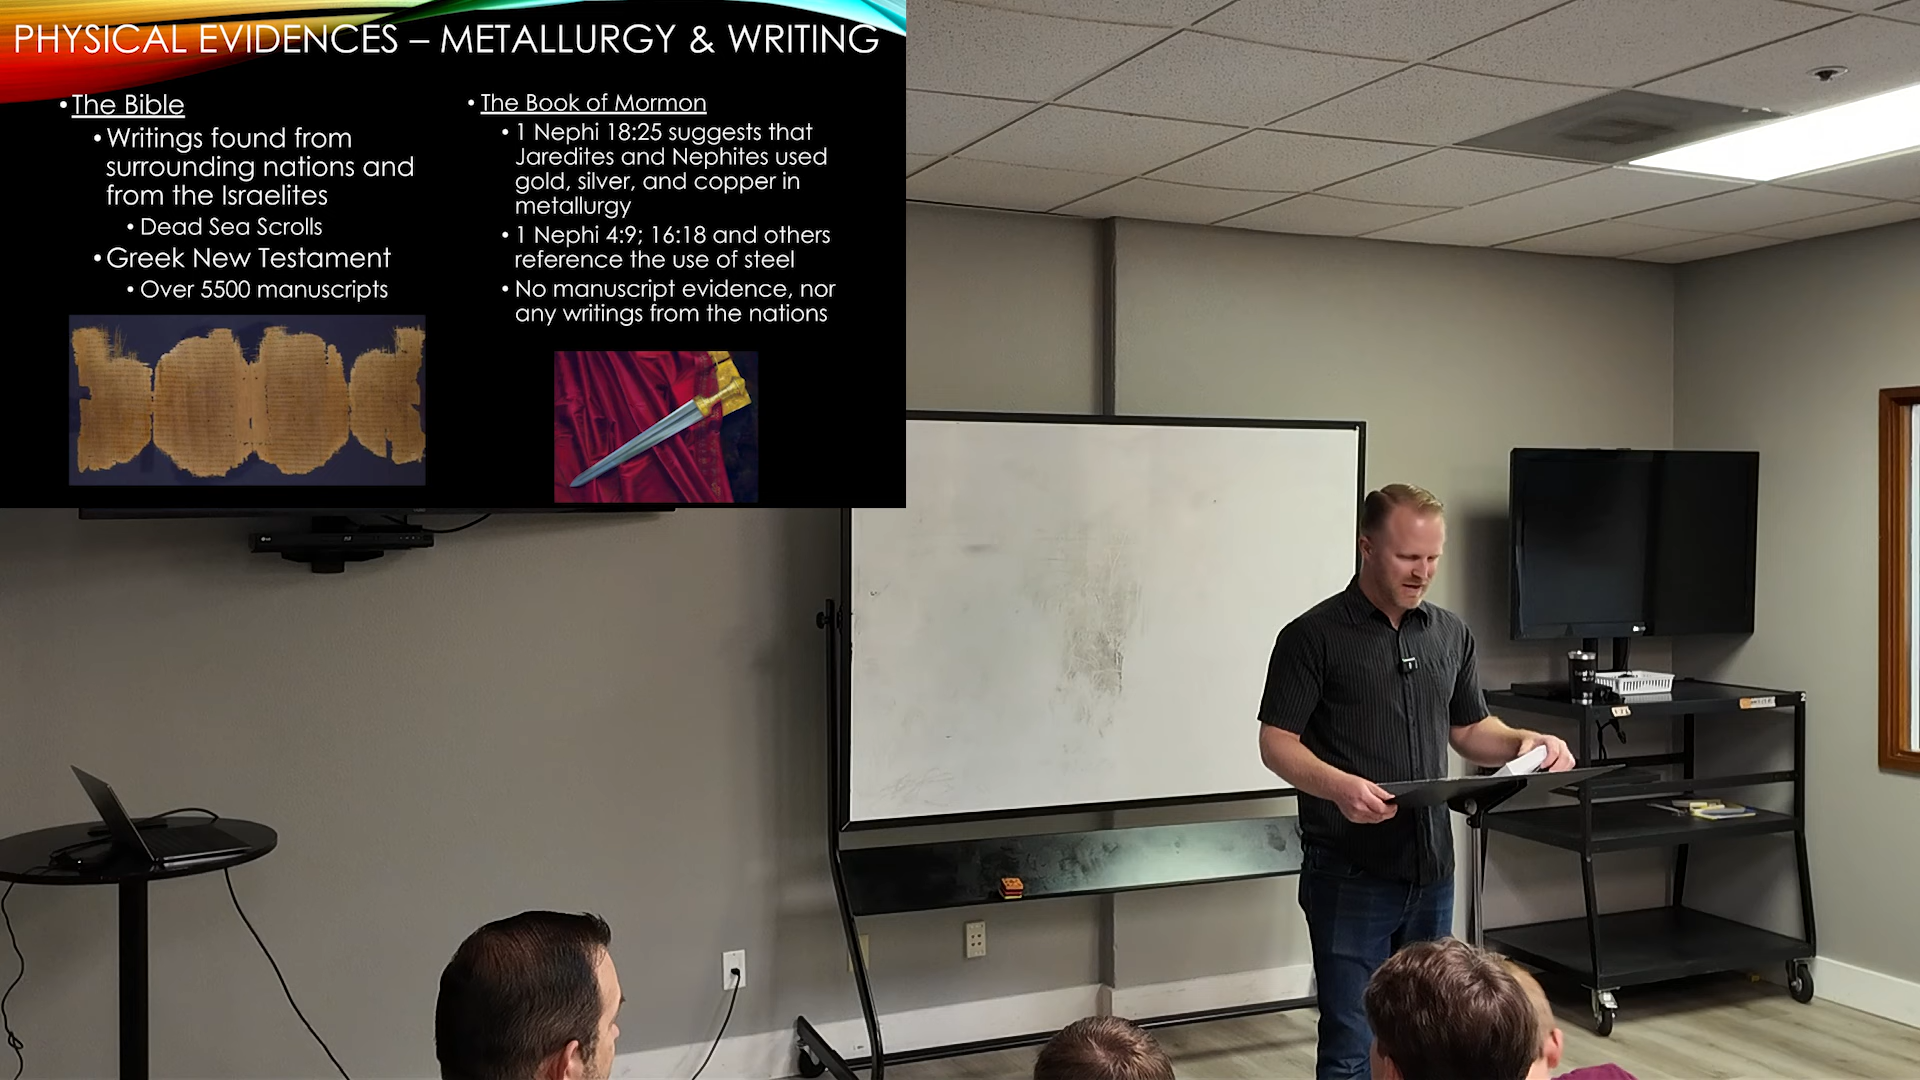 PHYSICAL EVIDENCES – METALLURGY & WRITING
• The Bible
• Writings found from
surrounding nations and
from the Israelites
• Dead Sea Scrolls
• Greek New Testament
• Over 5500 manuscripts
• The Book of Mormon
• 1 Nephi 18:25 suggests that
Jaredites and Nephites used
gold, silver, and copper in
metallurgy
• 1 Nephi 4:9; 16:18 and others
reference the use of steel
• No manuscript evidence, nor
any writings from the nations